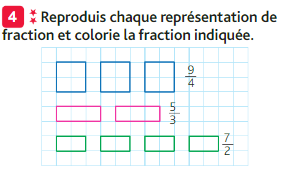 4 Reproduis chaque représentation de
fraction et colorie la fraction indiquée.
9/4
5/3
7/2